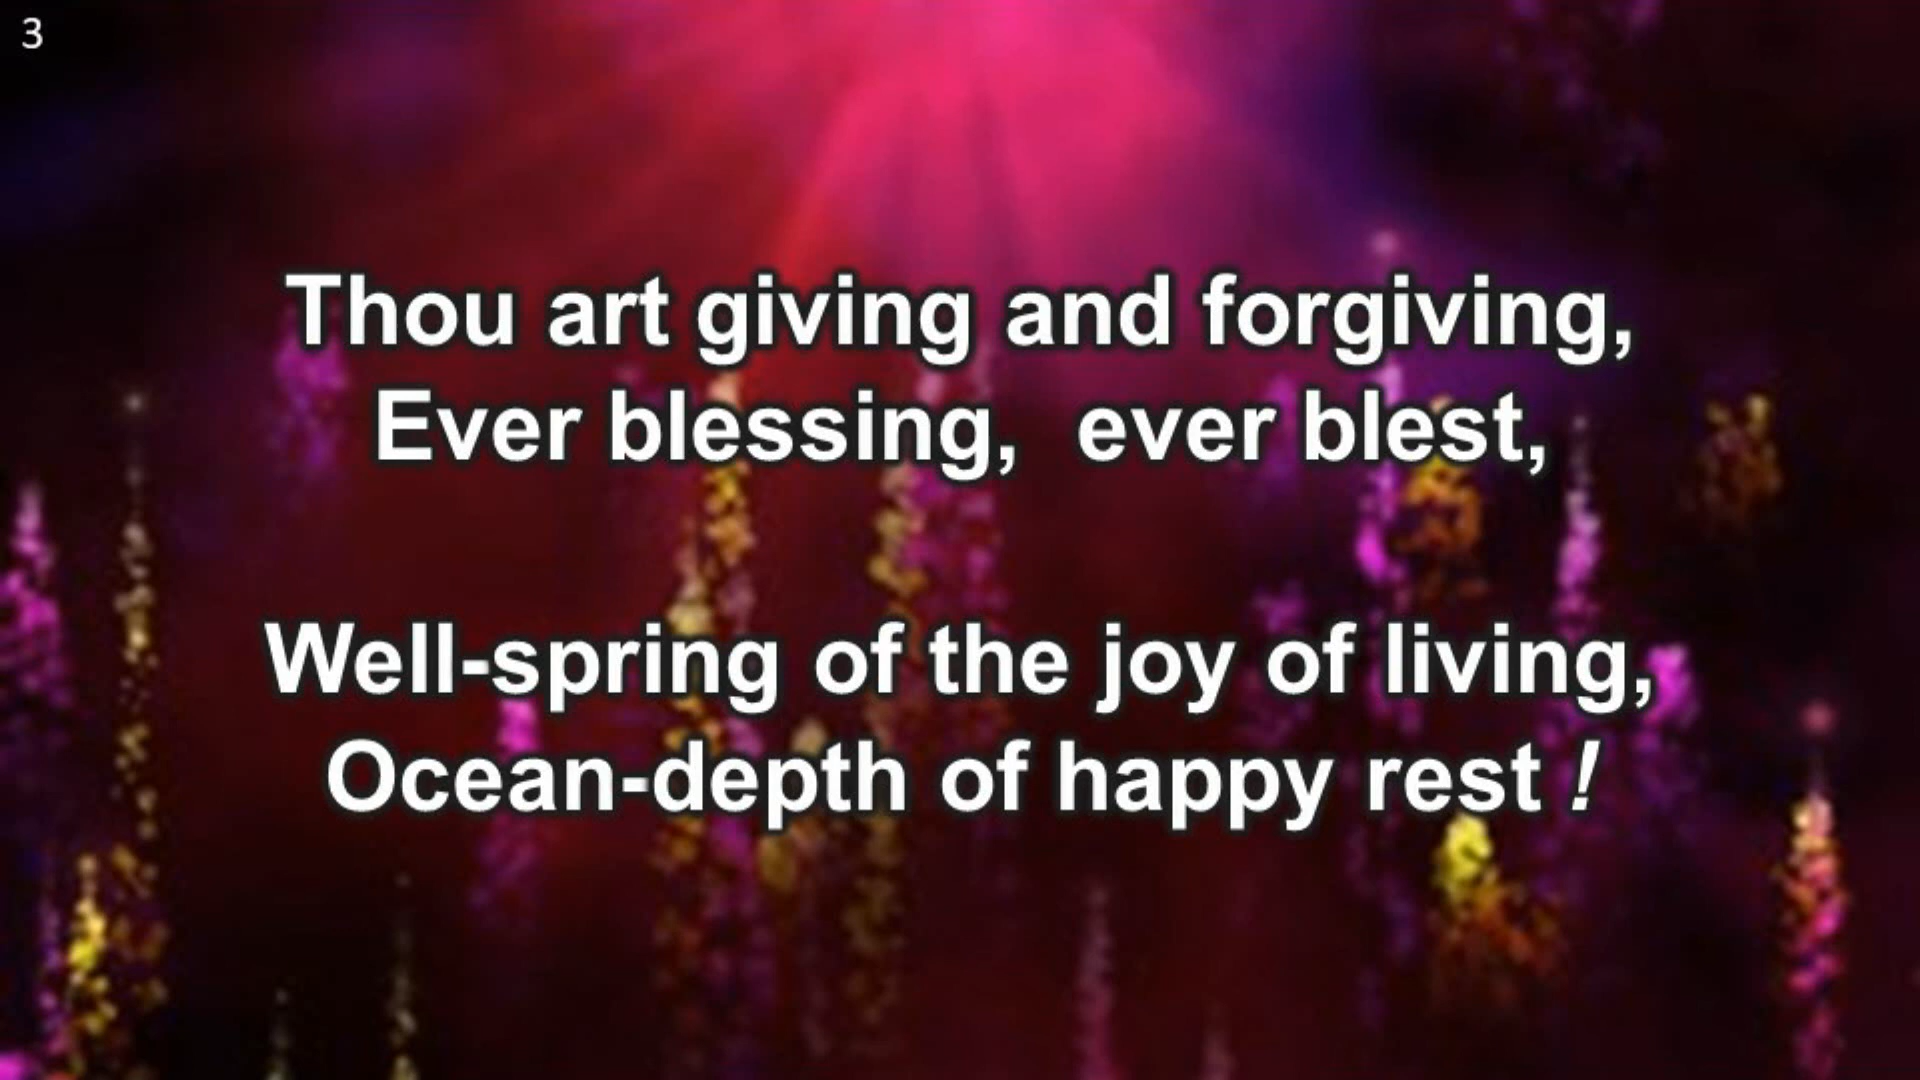 3
Thou art giving and forgiving,
Ever blessing, ever blest,
Well-spring of the joy of living,
Ocean-depth of happy rest !